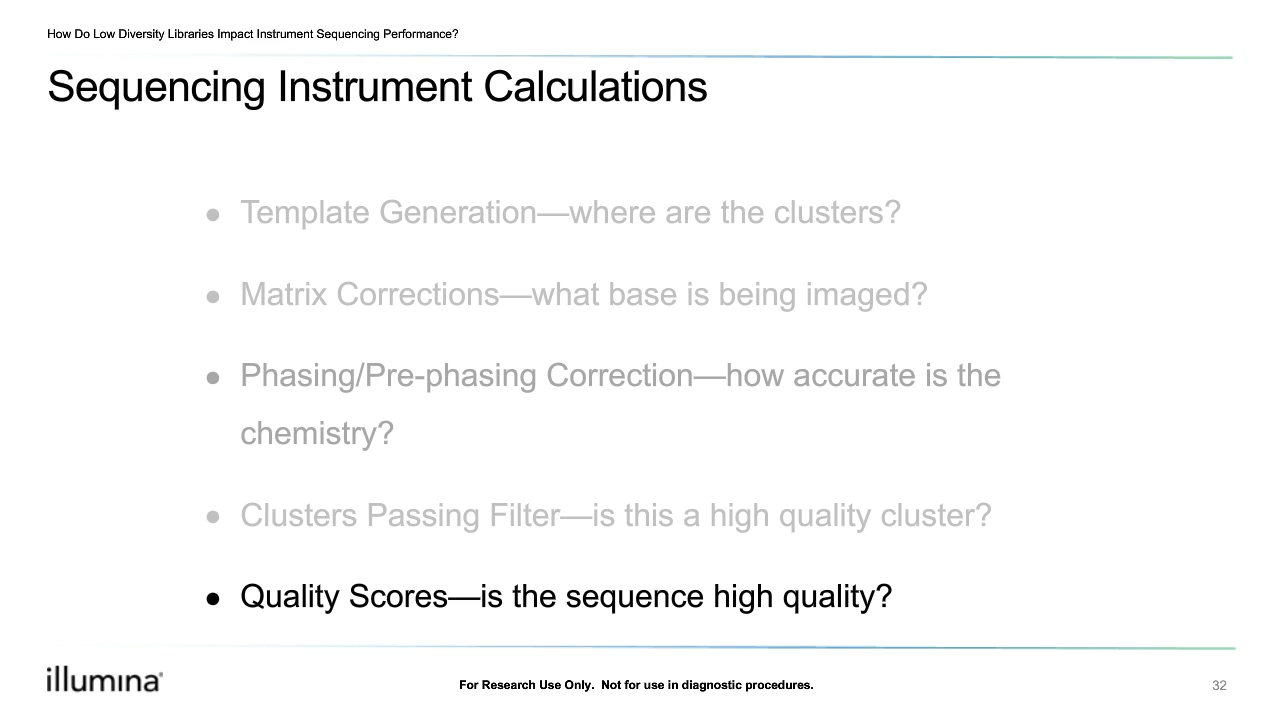 How Do Low Diversity Libraries Impact Instrument Sequencing Performance?
Sequencing Instrument Calculations
● Template Generation—where are the clusters?
● Matrix Corrections—what base is being imaged?
● Phasing/Pre-phasing Correction—how accurate is the
chemistry?
● Clusters Passing Filter—is this a high quality cluster?
● Quality Scores—is the sequence high quality?
illumina®
For Research Use Only. Not for use in diagnostic procedures.
32